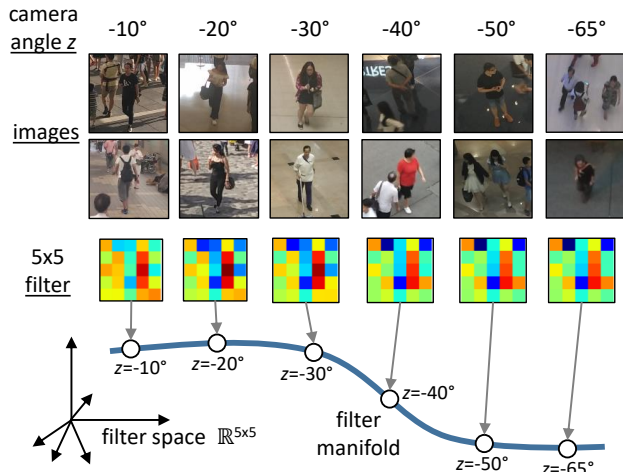 camera
angle z
-10°
-20°
-30°
-40°
-50°
-65°
images
5x5
filter
z=-10°
z=-20°
z=-30°
z=-40°
z=-50°
z=-65°
filter space ℝ⁵ˣ⁵
filter
manifold